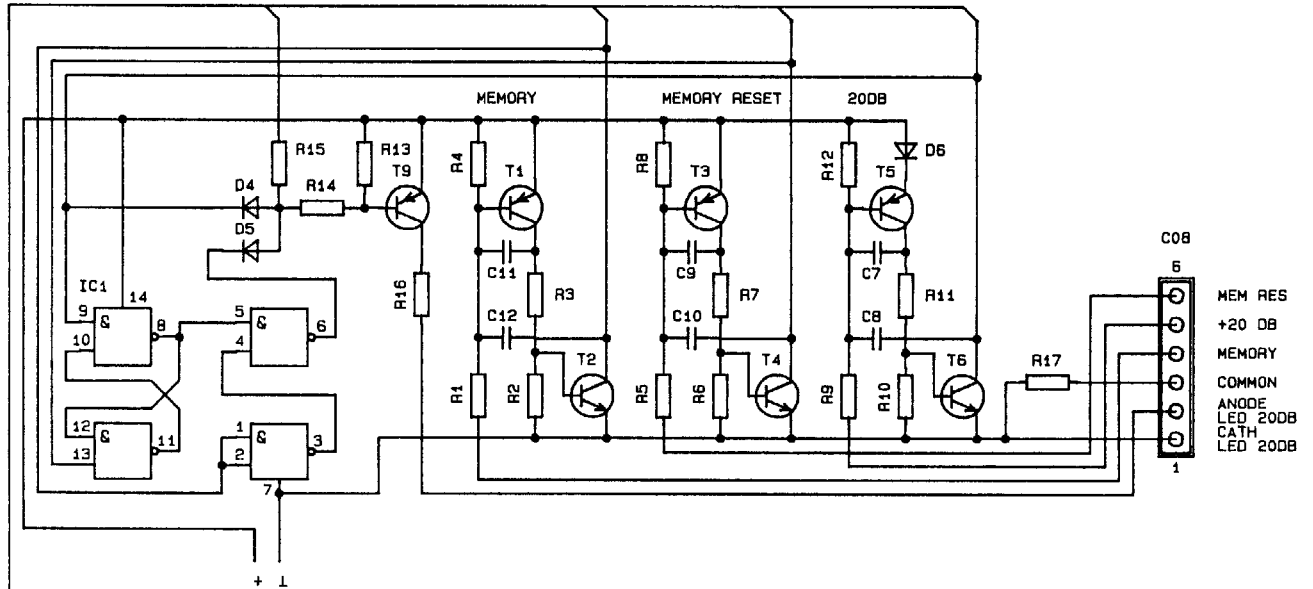 MEMORY
MEMORY RESET
20DB
R15
R13
R4
R8
R12
D6
T9
T1
T3
T5
D4
R14
D5
C08
C11
C9
C7
6
IC1
14
R16
R3
R7
R11
MEM RES
9
&
8
5
&
6
+20 DB
10
4
C12
C10
C8
MEMORY
T2
T4
T6
R17
COMMON
R1
R2
R5
R6
R9
R10
ANODE
LED 20DB
12
&
11
1
&
3
CATH
LED 20DB
13
2
7
1
+ ⊥